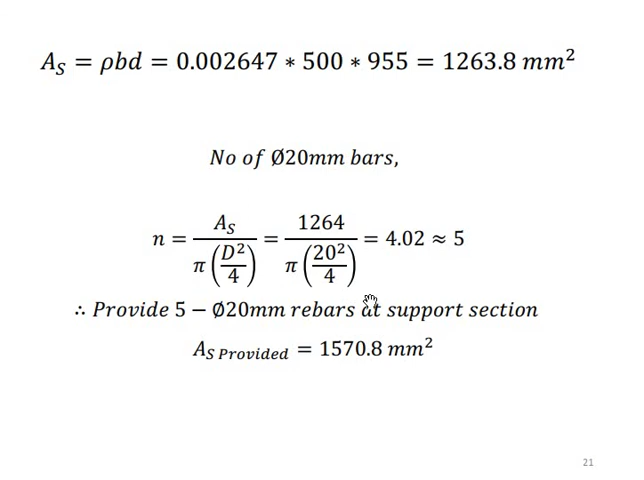 A_S = ρbd = 0.002647 ∗ 500 ∗ 955 = 1263.8 mm²
No of Ø20mm bars,
n = A_S / π(D²/4) = 1264 / π(20²/4) = 4.02 ≈ 5
∴ Provide 5 − Ø20mm rebars at support section
A_S Provided = 1570.8 mm²
21